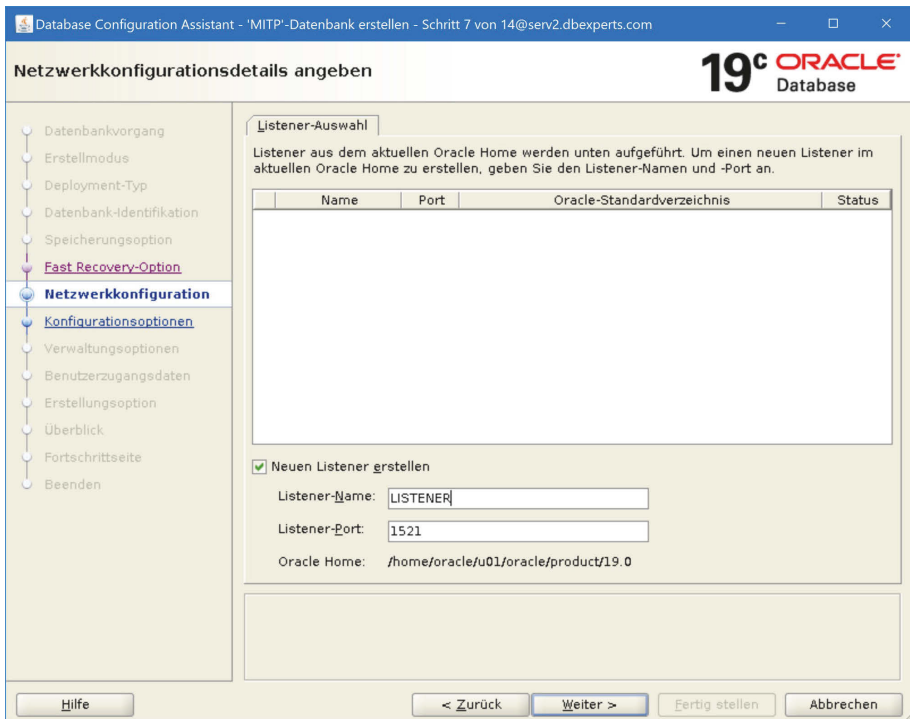 Database Configuration Assistant - 'MITP'-Datenbank erstellen - Schritt 7 von 14@serv2.dbexperts.com
Netzwerkkonfigurationsdetails angeben
19c ORACLE
Database
Datenbankvorgang
Erstellmodus
Deployment-Typ
Datenbank-Identifikation
Speicherungsoption
Fast Recovery-Option
Netzwerkkonfiguration
Konfigurationsoptionen
Verwaltungsoptionen
Benutzerzugangsdaten
Erstellungsoption
Überblick
Fortschrittseite
Beenden
Listener-Auswahl
Listener aus dem aktuellen Oracle Home werden unten aufgeführt. Um einen neuen Listener im
aktuellen Oracle Home zu erstellen, geben Sie den Listener-Namen und -Port an.
Name Port Oracle-Standardverzeichnis Status
Neuen Listener erstellen
Listener-Name: LISTENER
Listener-Port: 1521
Oracle Home: /home/oracle/u01/oracle/product/19.0
Hilfe < Zurück Weiter > Fertig stellen Abbrechen